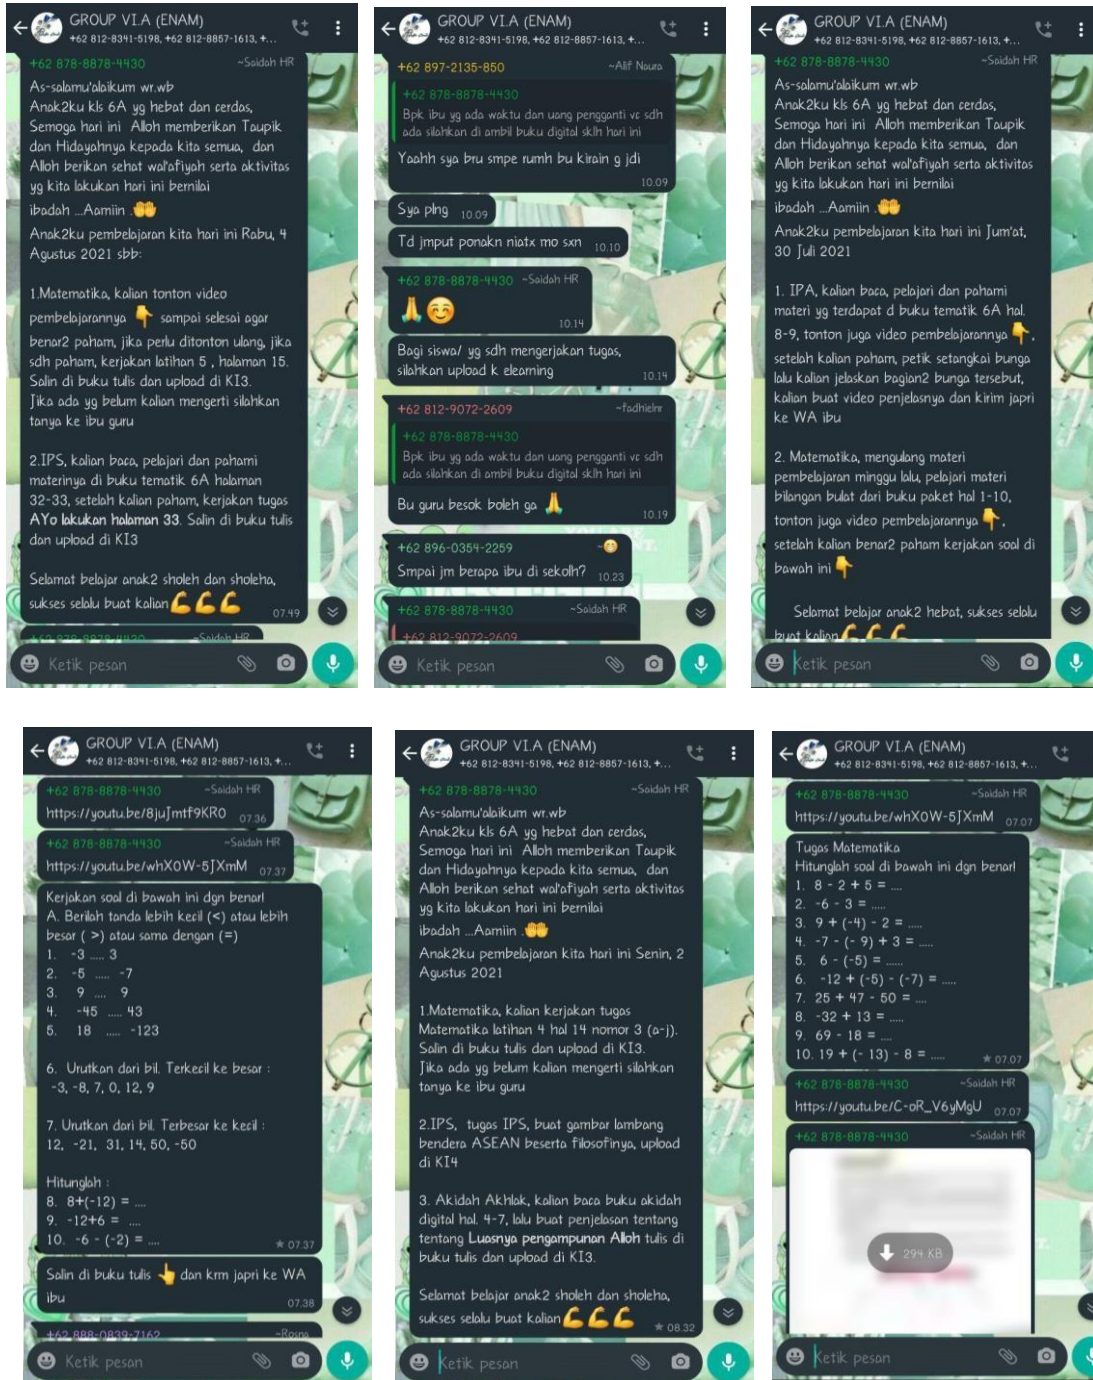 GROUP VI.A (ENAM)
+62 812-8341-5198, +62 812-8857-1613, +...
+62 878-8878-4430 ~Saidah HR
As-salamu'alaikum wr.wb
Anak2ku kls 6A yg hebat dan cerdas,
Semoga hari ini Alloh memberikan Taupik
dan Hidayahnya kepada kita semua, dan
Alloh berikan sehat wal'afiyah serta aktivitas
yg kita lakukan hari ini bernilai
ibadah ...Aamiin .🤲
Anak2ku pembelajaran kita hari ini Rabu, 4
Agustus 2021 sbb:
1.Matematika, kalian tonton video
pembelajarannya 👇 sampai selesai agar
benar2 paham, jika perlu ditonton ulang, jika
sdh paham, kerjakan latihan 5 , halaman 15.
Salin di buku tulis dan upload di KI3.
Jika ada yg belum kalian mengerti silahkan
tanya ke ibu guru
2.IPS, kalian baca, pelajari dan pahami
materinya di buku tematik 6A halaman
32-33, setelah kalian paham, kerjakan tugas
AYo lakukan halaman 33. Salin di buku tulis
dan upload di KI3
Selamat belajar anak2 sholeh dan sholeha,
sukses selalu buat kalian💪💪💪 07.49
+62 878-8878-4430 ~Saidah HR
Ketik pesan
GROUP VI.A (ENAM)
+62 812-8341-5198, +62 812-8857-1613, +...
+62 897-2135-850 ~Alif Naura
+62 878-8878-4430
Bpk ibu yg ada waktu dan uang pengganti vc sdh
ada silahkan di ambil buku digital sklh hari ini
Yaahh sya bru smpe rumh bu kirain g jdi
10.09
Sya plng 10.09
Td jmput ponakn niatx mo sxn 10.10
+62 878-8878-4430 ~Saidah HR
🙏☺️
10.14
Bagi siswa/ yg sdh mengerjakan tugas,
silahkan upload k elearning 10.14
+62 812-9072-2609 ~fadhielnr
+62 878-8878-4430
Bpk ibu yg ada waktu dan uang pengganti vc sdh
ada silahkan di ambil buku digital sklh hari ini
Bu guru besok boleh ga 🙏
10.19
+62 896-0354-2259 ~😁
Smpai jm berapa ibu di sekolh? 10.23
+62 878-8878-4430 ~Saidah HR
+62 812-9072-2609
Ketik pesan
GROUP VI.A (ENAM)
+62 812-8341-5198, +62 812-8857-1613, +...
+62 878-8878-4430 ~Saidah HR
As-salamu'alaikum wr.wb
Anak2ku kls 6A yg hebat dan cerdas,
Semoga hari ini Alloh memberikan Taupik
dan Hidayahnya kepada kita semua, dan
Alloh berikan sehat wal'afiyah serta aktivitas
yg kita lakukan hari ini bernilai
ibadah ...Aamiin .🤲
Anak2ku pembelajaran kita hari ini Jum'at,
30 Juli 2021
1. IPA, kalian baca, pelajari dan pahami
materi yg terdapat d buku tematik 6A hal.
8-9, tonton juga video pembelajarannya👇,
setelah kalian paham, petik setangkai bunga
lalu kalian jelaskan bagian2 bunga tersebut,
kalian buat video penjelasnya dan kirim japri
ke WA ibu
2. Matematika, mengulang materi
pembelajaran minggu lalu, pelajari materi
bilangan bulat dari buku paket hal 1-10,
tonton juga video pembelajarannya👇,
setelah kalian benar2 paham kerjakan soal di
bawah ini👇
Selamat belajar anak2 hebat, sukses selalu
buat kalian💪💪💪
Ketik pesan
GROUP VI.A (ENAM)
+62 812-8341-5198, +62 812-8857-1613, +...
+62 878-8878-4430 ~Saidah HR
https://youtu.be/8juJmtf9KR0 07.36
+62 878-8878-4430 ~Saidah HR
https://youtu.be/whX0W-5JXmM 07.37
Kerjakan soal di bawah ini dgn benar!
A. Berilah tanda lebih kecil (<) atau lebih
besar ( >) atau sama dengan (=)
1. -3 ..... 3
2. -5 ..... -7
3. 9 .... 9
4. -45 ..... 43
5. 18 ..... -123
6. Urutkan dari bil. Terkecil ke besar :
-3, -8, 7, 0, 12, 9
7. Urutkan dari bil. Terbesar ke kecil :
12, -21, 31, 14, 50, -50
Hitunglah :
8. 8+(-12) = ....
9. -12+6 = ....
10. -6 - (-2) = .... ★ 07.37
Salin di buku tulis 👆 dan krm japri ke WA
ibu 07.38
+62 888-0839-7162 ~Rosna
Ketik pesan
GROUP VI.A (ENAM)
+62 812-8341-5198, +62 812-8857-1613, +...
+62 878-8878-4430 ~Saidah HR
As-salamu'alaikum wr.wb
Anak2ku kls 6A yg hebat dan cerdas,
Semoga hari ini Alloh memberikan Taupik
dan Hidayahnya kepada kita semua, dan
Alloh berikan sehat wal'afiyah serta aktivitas
yg kita lakukan hari ini bernilai
ibadah ...Aamiin .🤲
Anak2ku pembelajaran kita hari ini Senin, 2
Agustus 2021
1.Matematika, kalian kerjakan tugas
Matematika latihan 4 hal 14 nomor 3 (a-j).
Salin di buku tulis dan upload di KI3.
Jika ada yg belum kalian mengerti silahkan
tanya ke ibu guru
2.IPS, tugas IPS, buat gambar lambang
bendera ASEAN beserta filosofinya, upload
di KI4
3. Akidah Akhlak, kalian baca buku akidah
digital hal. 4-7, lalu buat penjelasan tentang
tentang Luasnya pengampunan Alloh tulis di
buku tulis dan upload di KI3.
Selamat belajar anak2 sholeh dan sholeha,
sukses selalu buat kalian💪💪💪 ★ 08.32
Ketik pesan
GROUP VI.A (ENAM)
+62 812-8341-5198, +62 812-8857-1613, +...
+62 878-8878-4430 ~Saidah HR
https://youtu.be/whX0W-5JXmM 07.07
Tugas Matematika
Hitunglah soal di bawah ini dgn benar!
1. 8 - 2 + 5 = ....
2. -6 - 3 = .....
3. 9 + (-4) - 2 = .....
4. -7 - (- 9) + 3 = .....
5. 6 - (-5) = ......
6. -12 + (-5) - (-7) = .....
7. 25 + 47 - 50 = ....
8. -32 + 13 = .....
9. 69 - 18 = ....
10. 19 + (- 13) - 8 = ..... ★ 07.07
+62 878-8878-4430 ~Saidah HR
https://youtu.be/C-oR_V6yMgU 07.07
+62 878-8878-4430 ~Saidah HR
294 KB
Ketik pesan